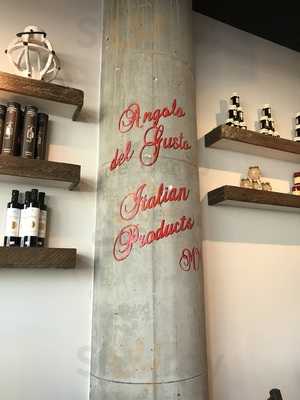 Angolo
del Gusto
Italian
Products